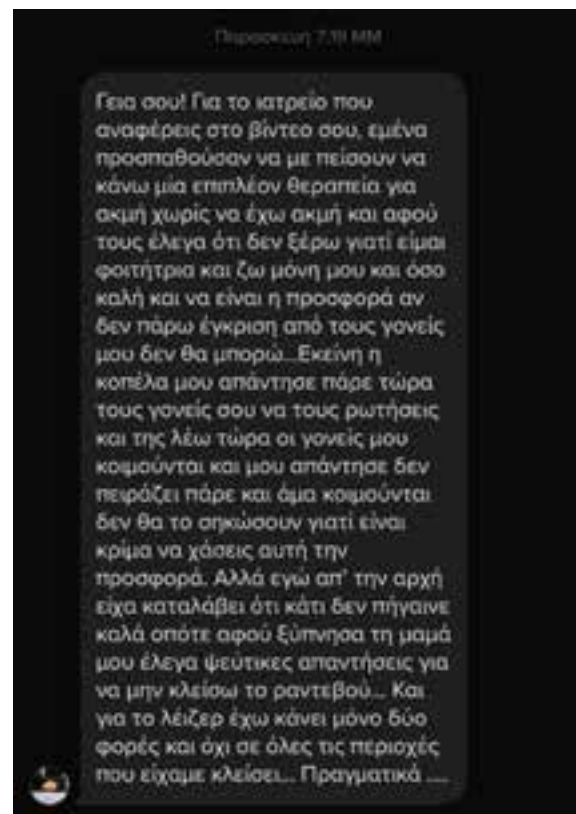 Παρασκευή 7:19 ΜΜ
Γεια σου! Για το ιατρείο που
αναφέρεις στο βίντεο σου, εμένα
προσπαθούσαν να με πείσουν να
κάνω μία επιπλέον θεραπεία για
ακμή χωρίς να έχω ακμή και αφού
τους έλεγα ότι δεν ξέρω γιατί είμαι
φοιτήτρια και ζω μόνη μου και όσο
καλή και να είναι η προσφορά αν
δεν πάρω έγκριση από τους γονείς
μου δεν θα μπορώ...Εκείνη η
κοπέλα μου απάντησε πάρε τώρα
τους γονείς σου να τους ρωτήσεις
και της λέω τώρα οι γονείς μου
κοιμούνται και μου απάντησε δεν
πειράζει πάρε και άμα κοιμούνται
δεν θα το σηκώσουν γιατί είναι
κρίμα να χάσεις αυτή την
προσφορά. Αλλά εγώ απ' την αρχή
είχα καταλάβει ότι κάτι δεν πήγαινε
καλά οπότε αφού ξύπνησα τη μαμά
μου έλεγα ψεύτικες απαντήσεις για
να μην κλείσω το ραντεβού... Και
για το λέιζερ έχω κάνει μόνο δύο
φορές και όχι σε όλες τις περιοχές
που είχαμε κλείσει... Πραγματικά ....